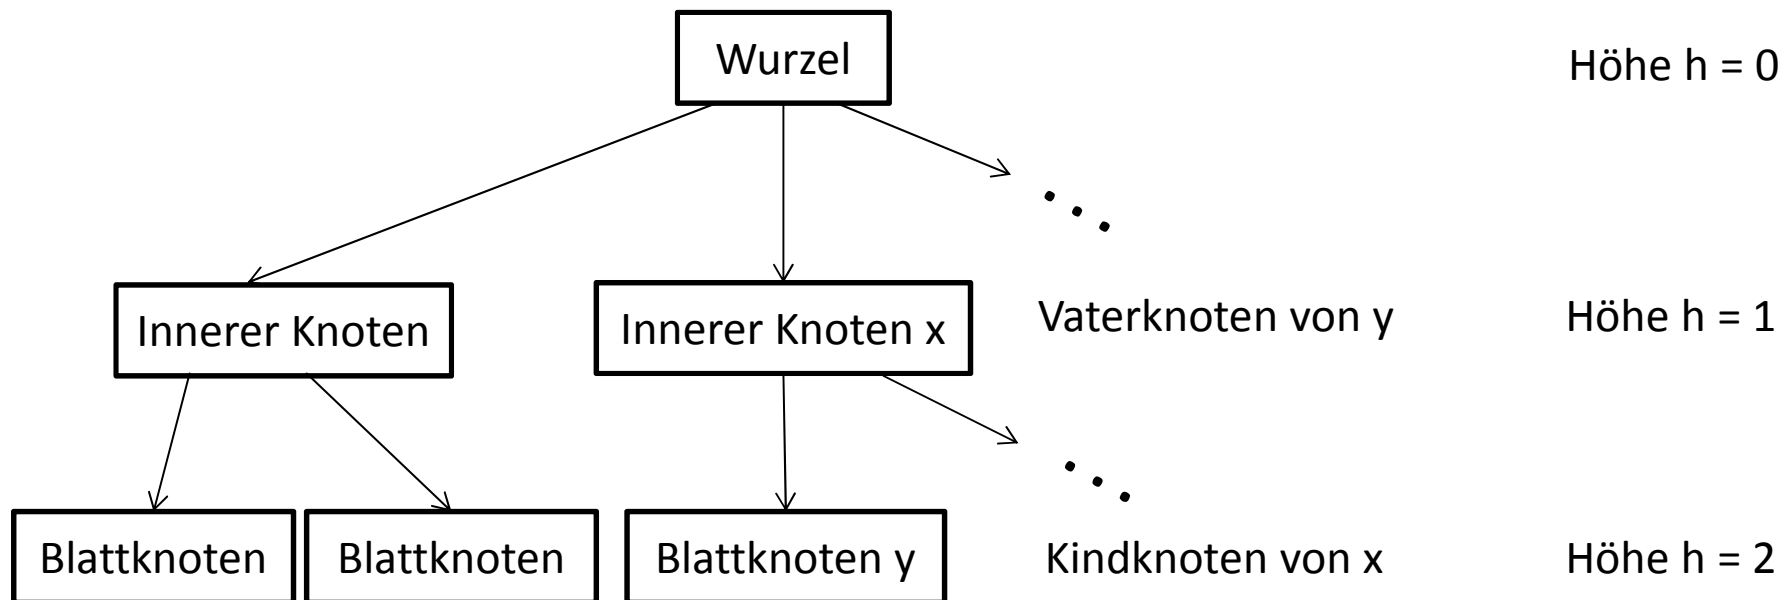 Wurzel
Höhe h = 0
Innerer Knoten
Innerer Knoten x
Vaterknoten von y
Höhe h = 1
Blattknoten
Blattknoten
Blattknoten y
Kindknoten von x
Höhe h = 2